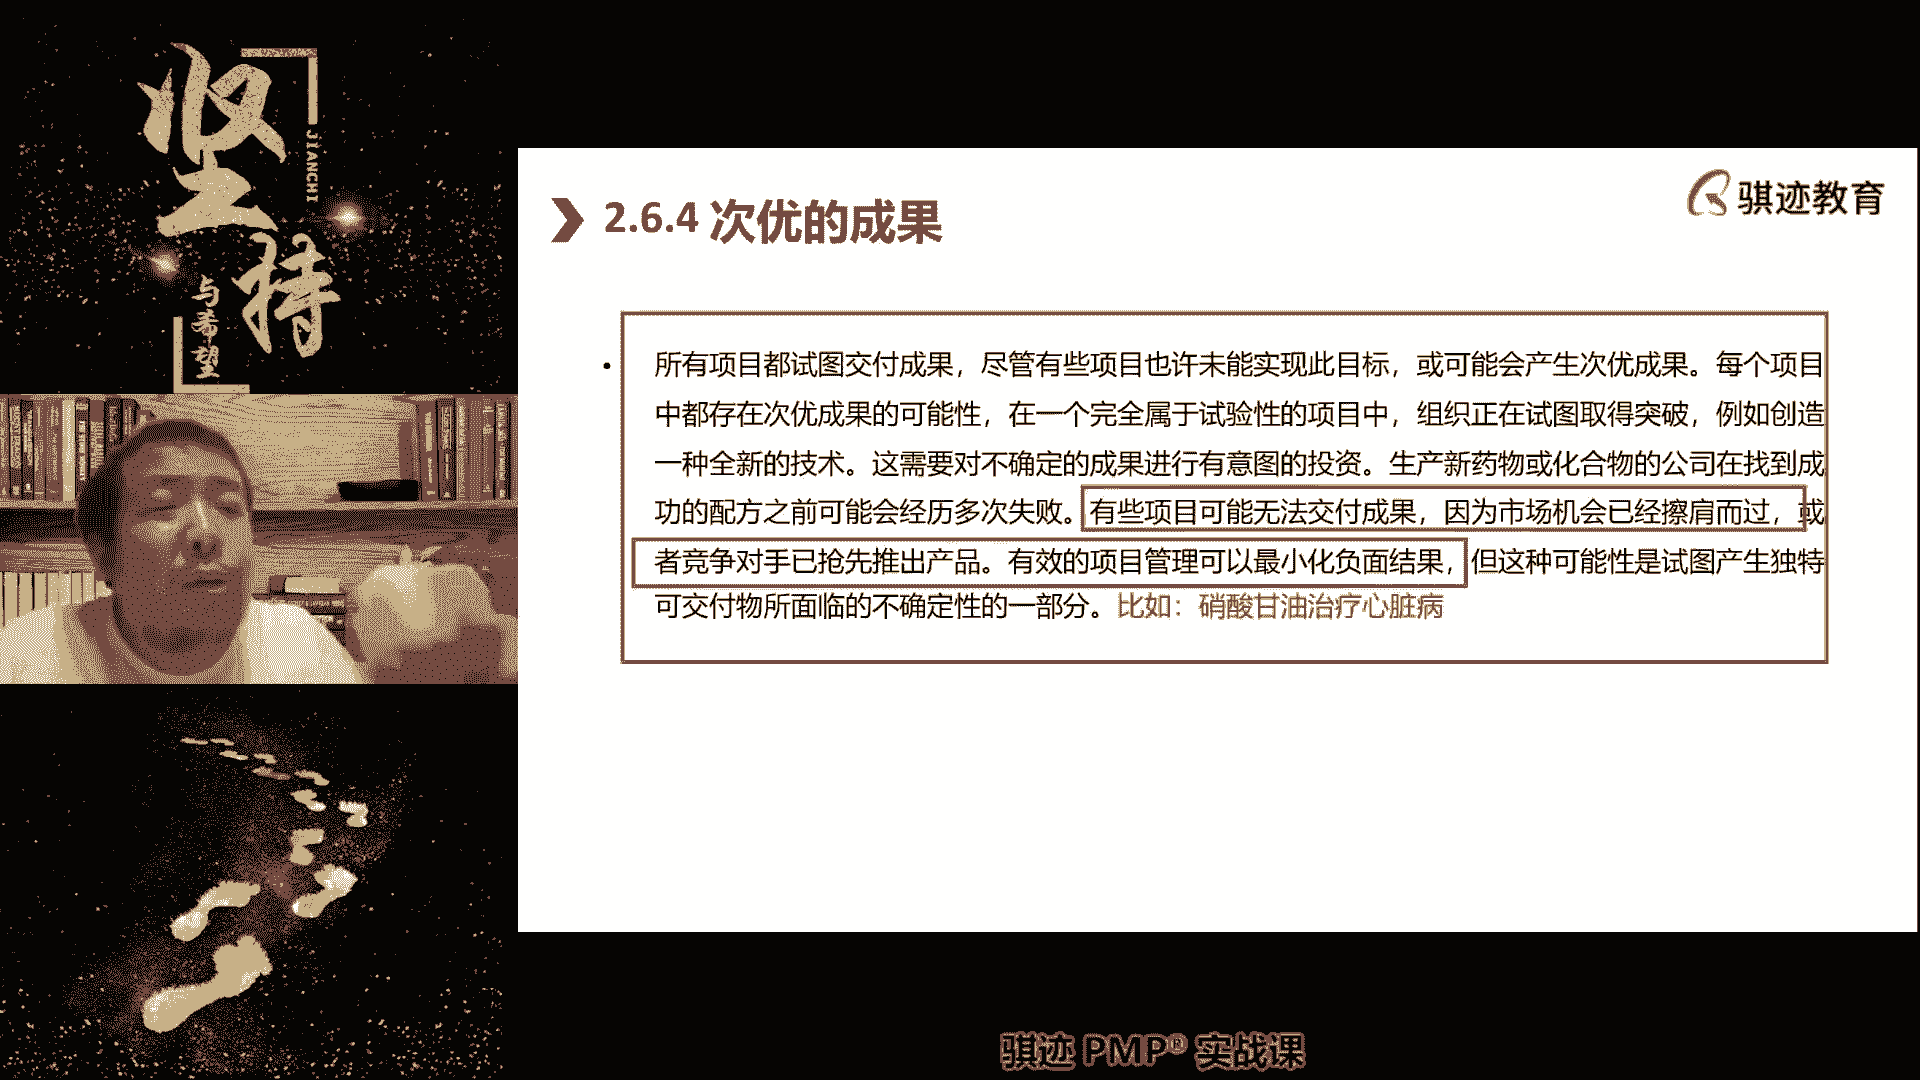 坚持
JIANCHI
与希望
骐迹教育
2.6.4 次优的成果
• 所有项目都试图交付成果，尽管有些项目也许未能实现此目标，或可能会产生次优成果。每个项目
中都存在次优成果的可能性，在一个完全属于试验性的项目中，组织正在试图取得突破，例如创造
一种全新的技术。这需要对不确定的成果进行有意图的投资。生产新药物或化合物的公司在找到成
功的配方之前可能会经历多次失败。有些项目可能无法交付成果，因为市场机会已经擦肩而过，或
者竞争对手已抢先推出产品。有效的项目管理可以最小化负面结果，但这种可能性是试图产生独特
可交付物所面临的不确定性的一部分。比如：硝酸甘油治疗心脏病
骐迹 PMP® 实战课